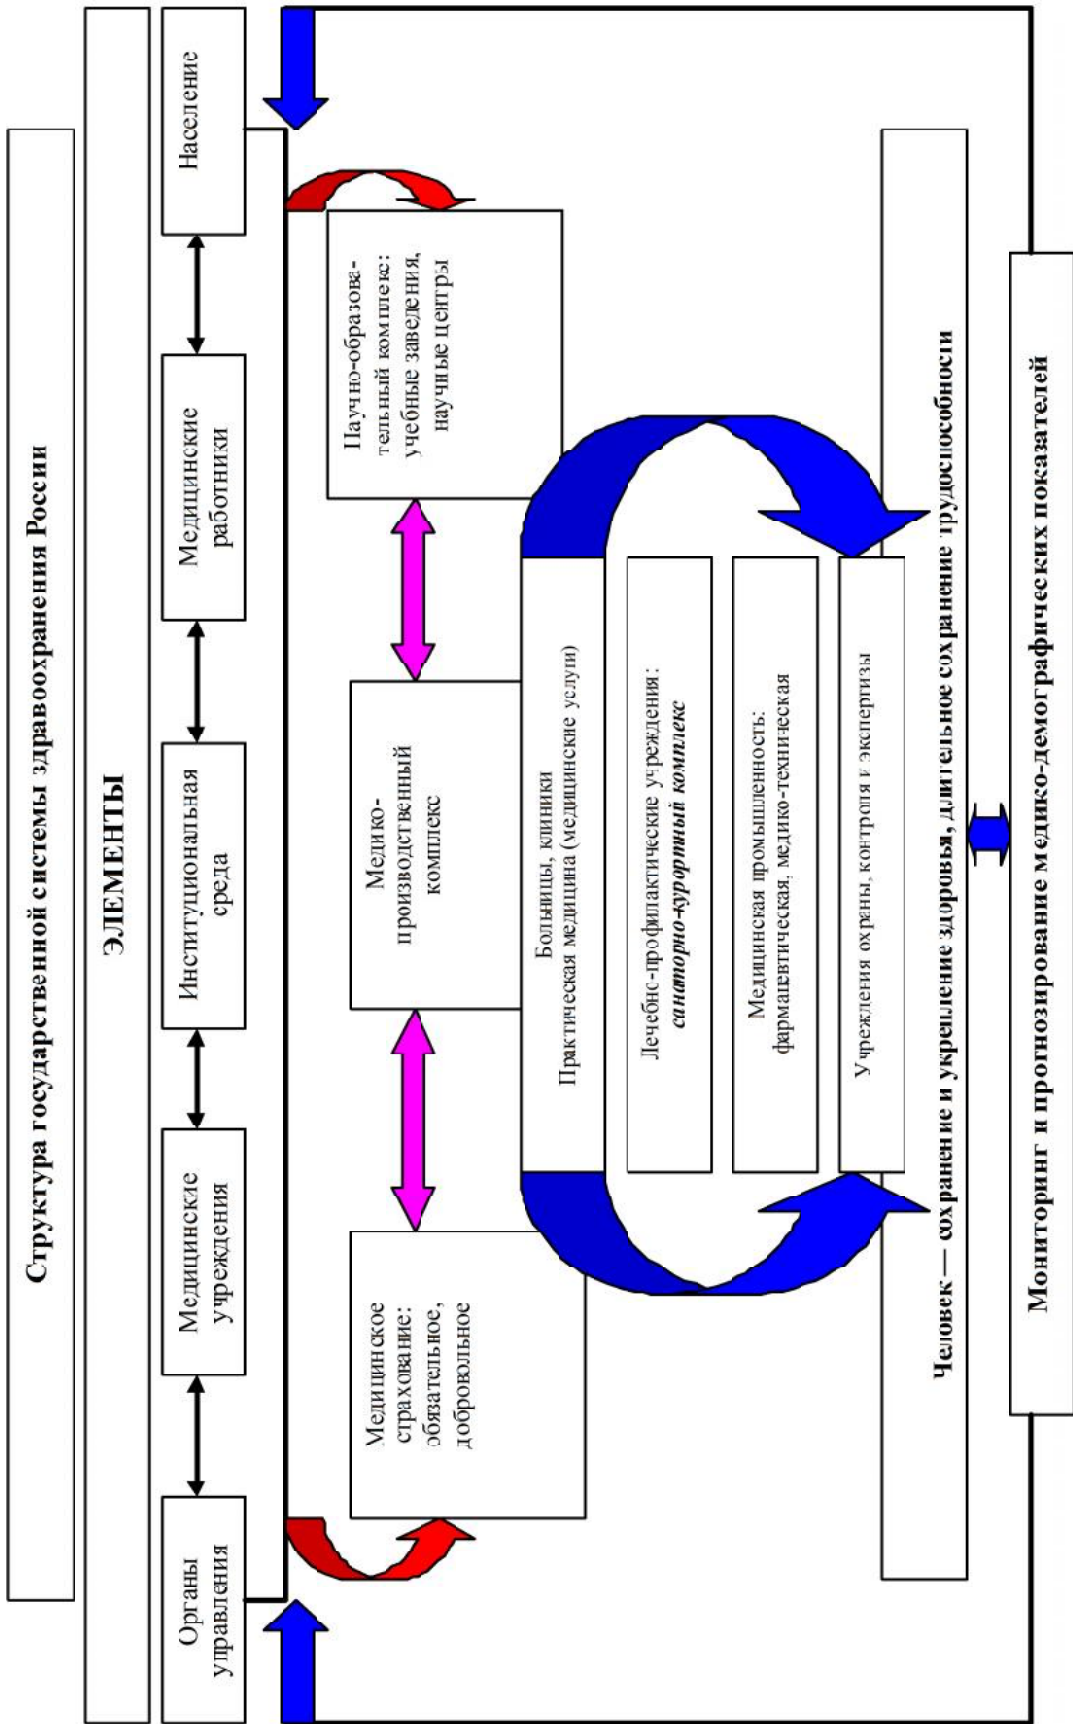 Структура государственной системы здравоохранения России
ЭЛЕМЕНТЫ
Органы
управления
Медицинские
учреждения
Институциональная
среда
Медицинские
работники
Население
Медицинское
страхование:
обязательное,
добровольное
Медико-
производственный
комплекс
Научно-образова-
тельный комплекс:
учебные заведения,
научные центры
Больницы, клиники
Практическая медицина (медицинские услуги)
Лечебно-профилактические учреждения:
санаторно-курортный комплекс
Медицинская промышленность:
фармацевтическая, медико-техническая
Учреждения охраны, контроля и экспертизы
Человек — сохранение и укрепление здоровья, длительное сохранение трудоспособности
Мониторинг и прогнозирование медико-демографических показателей